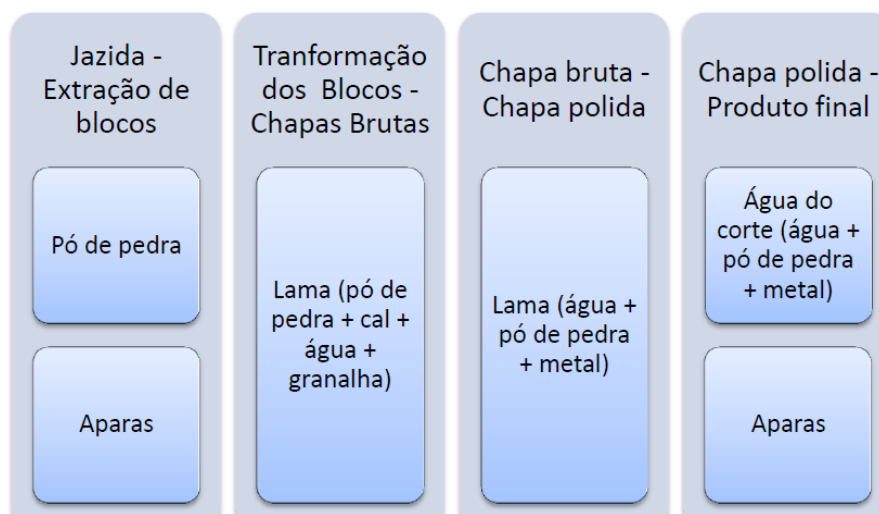 Jazida -
Extração de
blocos
Pó de pedra
Aparas
Tranformação
dos Blocos -
Chapas Brutas
Lama (pó de
pedra + cal +
água +
granalha)
Chapa bruta -
Chapa polida
Lama (água +
pó de pedra
+ metal)
Chapa polida -
Produto final
Água do
corte (água +
pó de pedra
+ metal)
Aparas